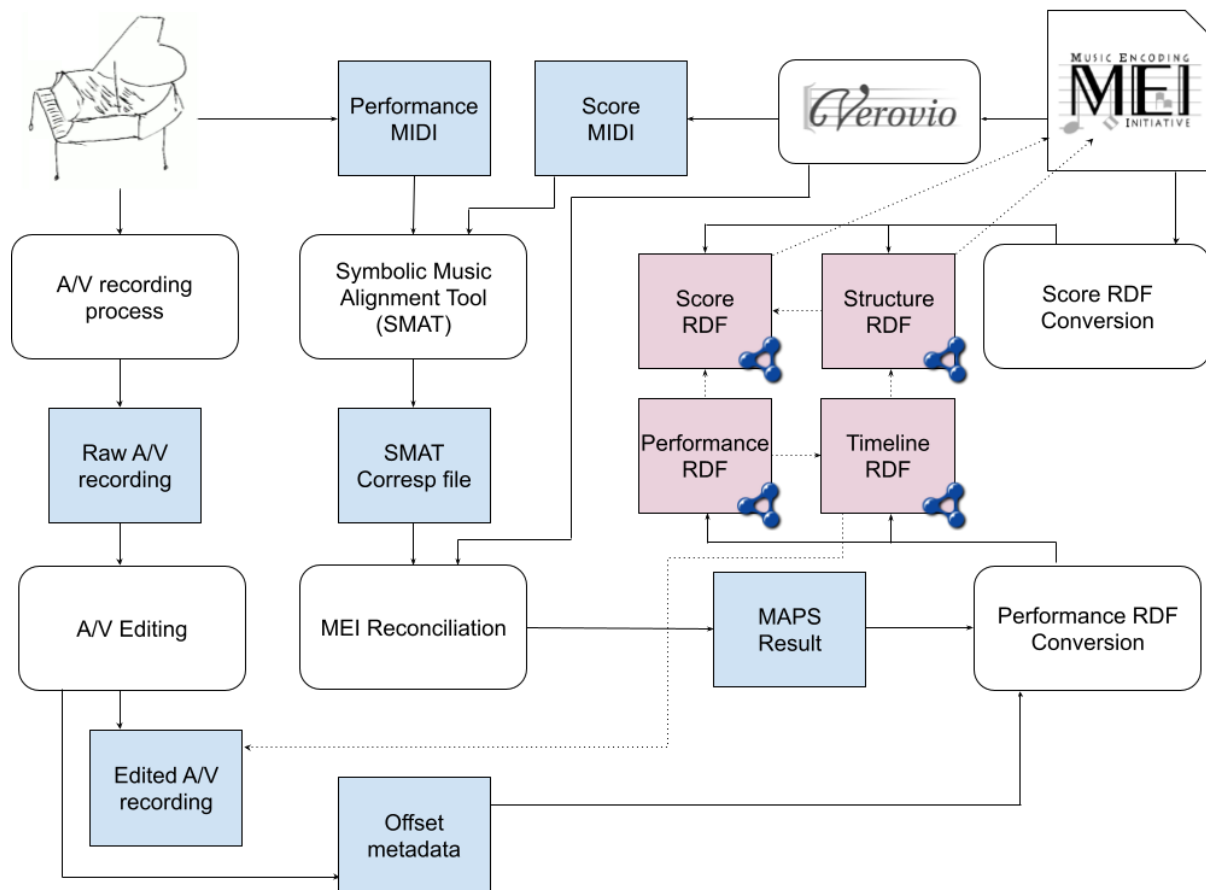 Performance
MIDI
Score
MIDI
Verovio
MUSIC ENCODING
MEI
INITIATIVE
A/V recording
process
Symbolic Music
Alignment Tool
(SMAT)
Score
RDF
Structure
RDF
Score RDF
Conversion
Raw A/V
recording
SMAT
Corresp file
Performance
RDF
Timeline
RDF
A/V Editing
MEI Reconciliation
MAPS
Result
Performance RDF
Conversion
Edited A/V
recording
Offset
metadata